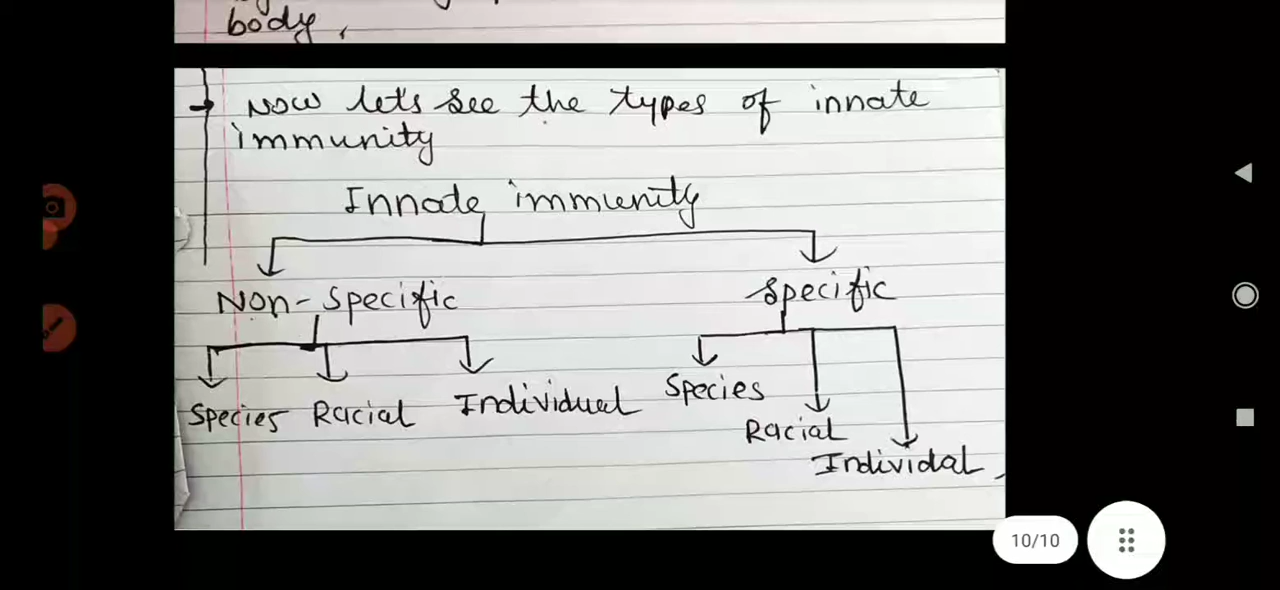 body,
→ Now lets see the types of innate
immunity
Innate immunity
Non-specific Specific
Species Racial Individual Species
Racial
Individal
10/10